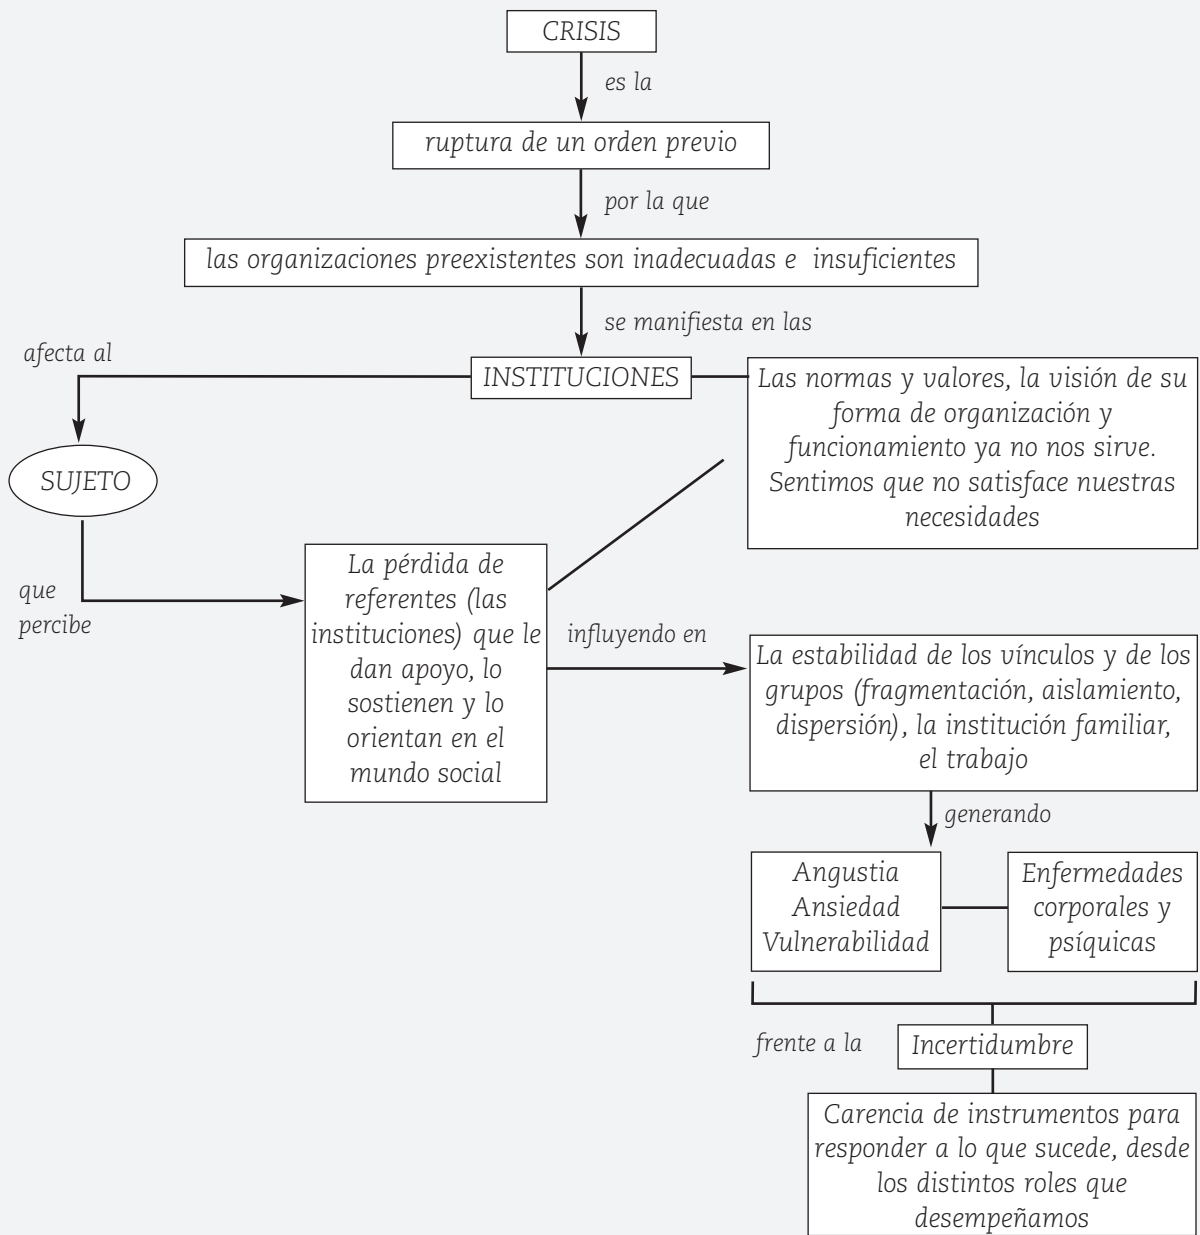 CRISIS
es la
ruptura de un orden previo
por la que
las organizaciones preexistentes son inadecuadas e insuficientes
se manifiesta en las
afecta al
INSTITUCIONES
Las normas y valores, la visión de su
forma de organización y
funcionamiento ya no nos sirve.
Sentimos que no satisface nuestras
necesidades
SUJETO
que
percibe
La pérdida de
referentes (las
instituciones) que le
dan apoyo, lo
sostienen y lo
orientan en el
mundo social
influyendo en
La estabilidad de los vínculos y de los
grupos (fragmentación, aislamiento,
dispersión), la institución familiar,
el trabajo
generando
Angustia
Ansiedad
Vulnerabilidad
Enfermedades
corporales y
psíquicas
frente a la
Incertidumbre
Carencia de instrumentos para
responder a lo que sucede, desde
los distintos roles que
desempeñamos